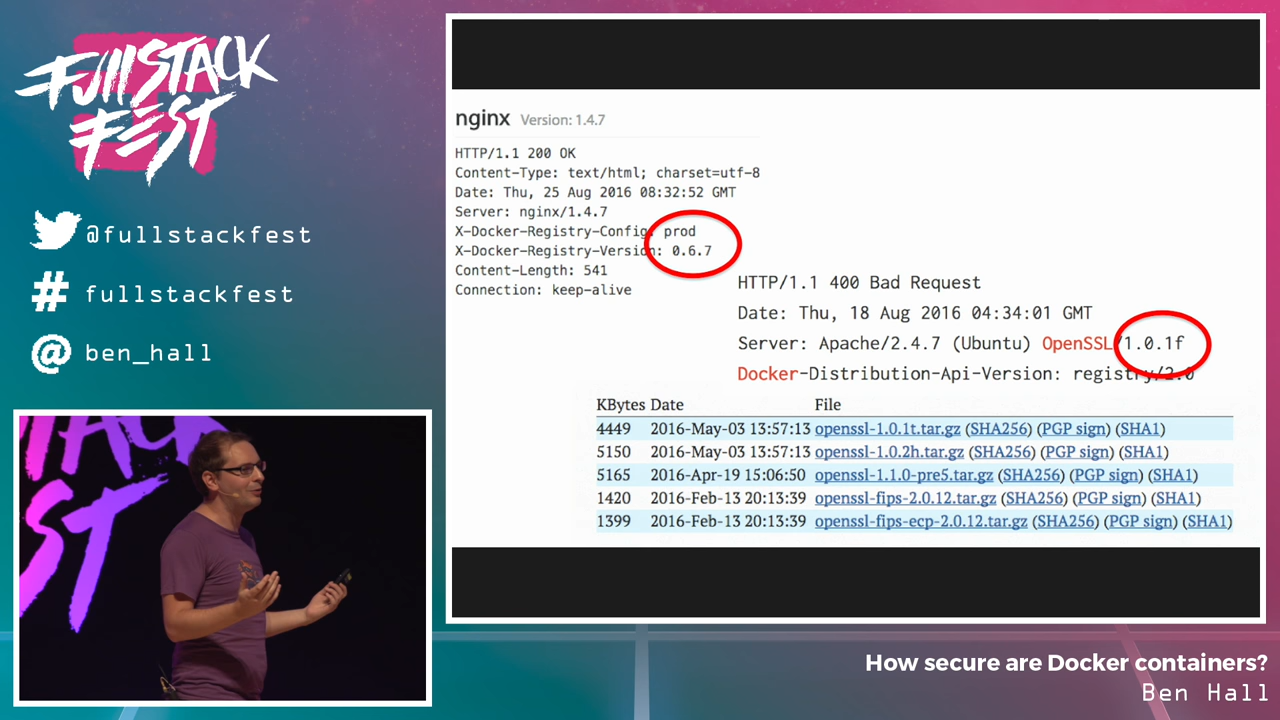 FullSTACK
FEST
@fullstackfest
# fullstackfest
@ ben_hall
STACK
EST
nginx Version: 1.4.7
HTTP/1.1 200 OK
Content-Type: text/html; charset=utf-8
Date: Thu, 25 Aug 2016 08:32:52 GMT
Server: nginx/1.4.7
X-Docker-Registry-Config: prod
X-Docker-Registry-Version: 0.6.7
Content-Length: 541
Connection: keep-alive
HTTP/1.1 400 Bad Request
Date: Thu, 18 Aug 2016 04:34:01 GMT
Server: Apache/2.4.7 (Ubuntu) OpenSSL/1.0.1f
Docker-Distribution-Api-Version: registry/2.0
KBytes Date File
4449 2016-May-03 13:57:13 openssl-1.0.1t.tar.gz (SHA256) (PGP sign) (SHA1)
5150 2016-May-03 13:57:13 openssl-1.0.2h.tar.gz (SHA256) (PGP sign) (SHA1)
5165 2016-Apr-19 15:06:50 openssl-1.1.0-pre5.tar.gz (SHA256) (PGP sign) (SHA1)
1420 2016-Feb-13 20:13:39 openssl-fips-2.0.12.tar.gz (SHA256) (PGP sign) (SHA1)
1399 2016-Feb-13 20:13:39 openssl-fips-ecp-2.0.12.tar.gz (SHA256) (PGP sign) (SHA1)
How secure are Docker containers?
Ben Hall